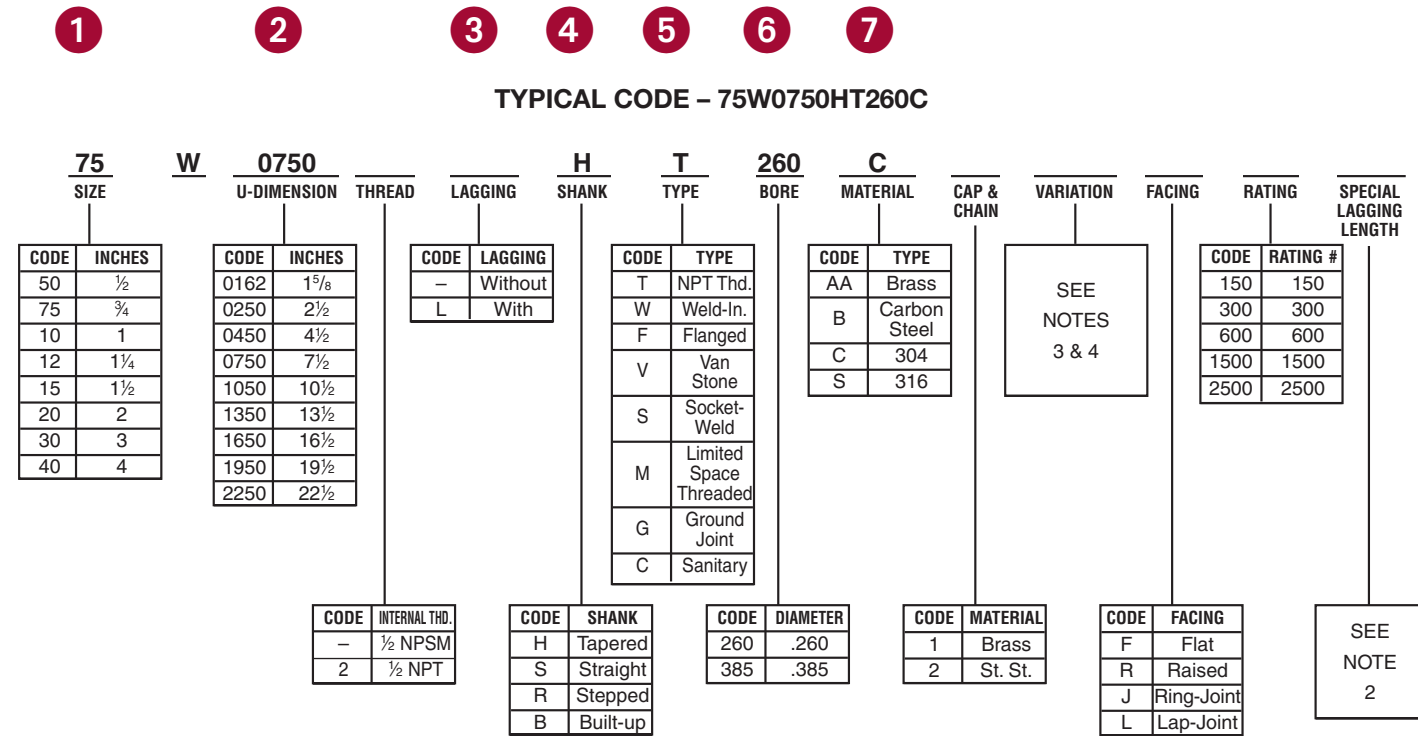 1 2 3 4 5 6 7
TYPICAL CODE – 75W0750HT260C
75 W 0750 H T 260 C
SIZE U-DIMENSION THREAD LAGGING SHANK TYPE BORE MATERIAL CAP & CHAIN VARIATION FACING RATING SPECIAL LAGGING LENGTH
CODE INCHES
50 ½
75 ¾
10 1
12 1¼
15 1½
20 2
30 3
40 4
CODE INCHES
0162 1⅝
0250 2½
0450 4½
0750 7½
1050 10½
1350 13½
1650 16½
1950 19½
2250 22½
CODE LAGGING
– Without
L With
CODE TYPE
T NPT Thd.
W Weld-In.
F Flanged
V Van Stone
S Socket-Weld
M Limited Space Threaded
G Ground Joint
C Sanitary
CODE TYPE
AA Brass
B Carbon Steel
C 304
S 316
SEE
NOTES
3 & 4
CODE RATING #
150 150
300 300
600 600
1500 1500
2500 2500
CODE INTERNAL THD.
– ½ NPSM
2 ½ NPT
CODE SHANK
H Tapered
S Straight
R Stepped
B Built-up
CODE DIAMETER
260 .260
385 .385
CODE MATERIAL
1 Brass
2 St. St.
CODE FACING
F Flat
R Raised
J Ring-Joint
L Lap-Joint
SEE
NOTE
2